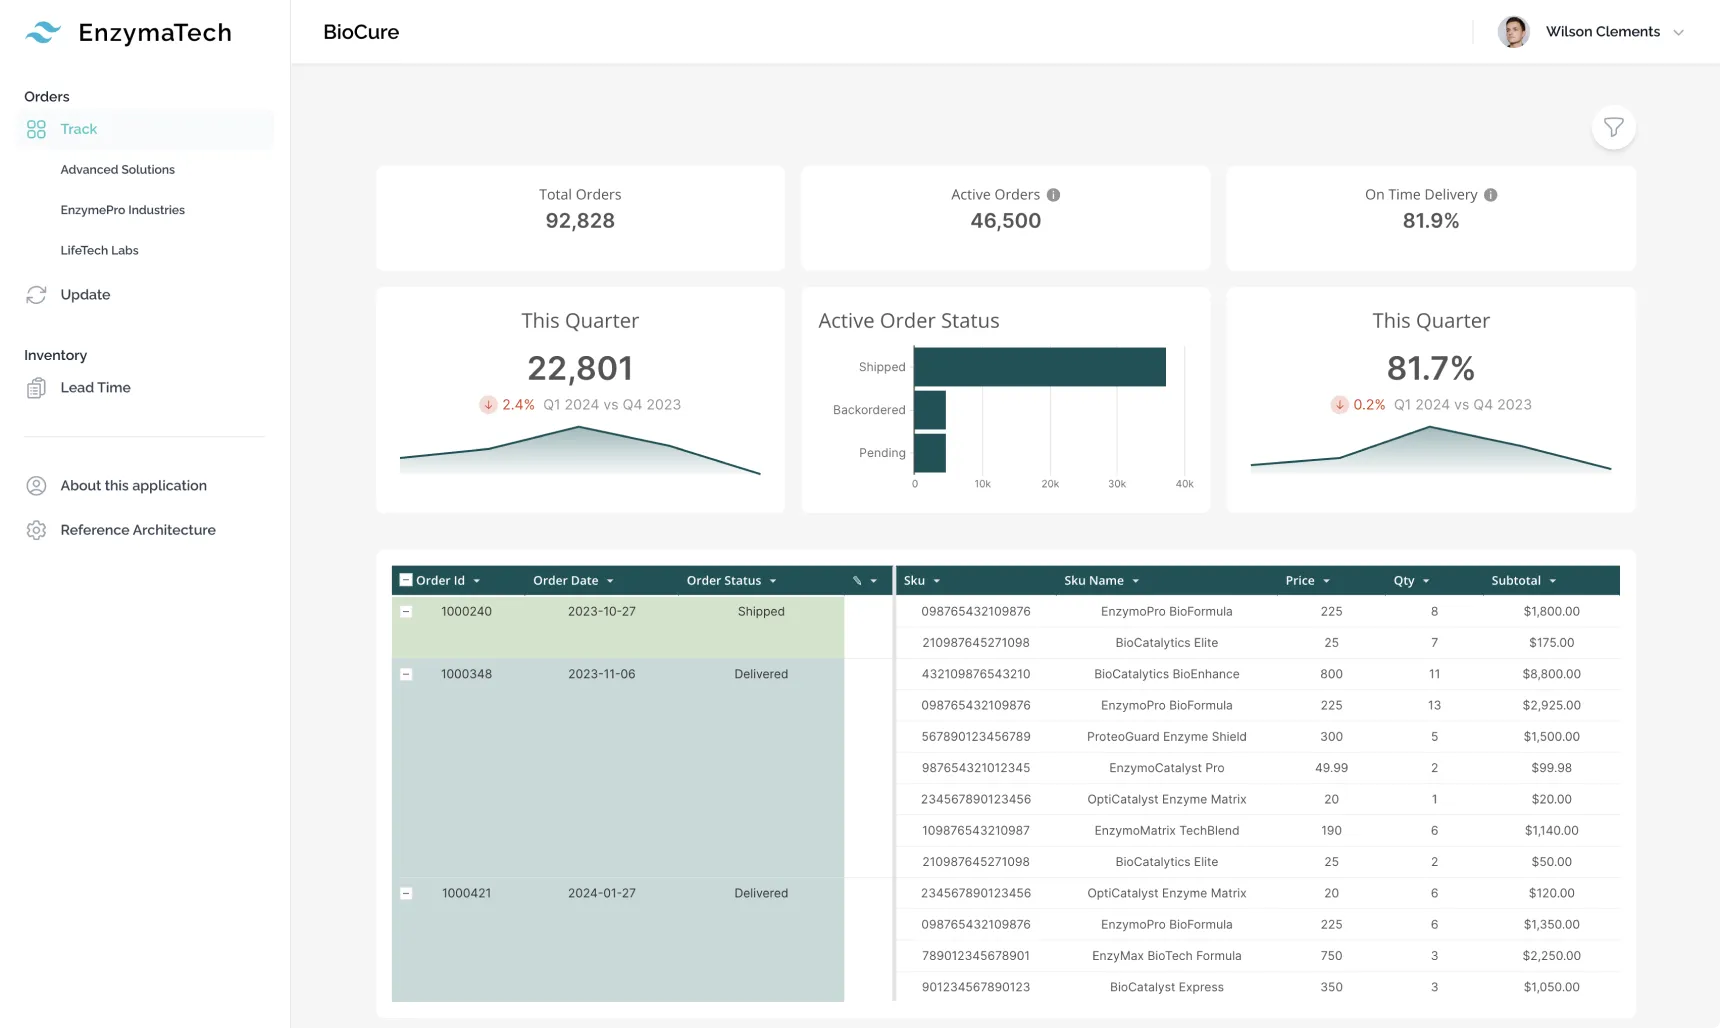 EnzymaTech
BioCure
Wilson Clements
Orders
Track
Advanced Solutions
EnzymePro Industries
LifeTech Labs
Update
Inventory
Lead Time
About this application
Reference Architecture
Total Orders
92,828
Active Orders
46,500
On Time Delivery
81.9%
This Quarter
22,801
2.4% Q1 2024 vs Q4 2023
Active Order Status
Shipped
Backordered
Pending
0 10k 20k 30k 40k
This Quarter
81.7%
0.2% Q1 2024 vs Q4 2023
Order Id Order Date Order Status Sku Sku Name Price Qty Subtotal
1000240 2023-10-27 Shipped 098765432109876 EnzymoPro BioFormula 225 8 $1,800.00
210987645271098 BioCatalytics Elite 25 7 $175.00
1000348 2023-11-06 Delivered 432109876543210 BioCatalytics BioEnhance 800 11 $8,800.00
098765432109876 EnzymoPro BioFormula 225 13 $2,925.00
567890123456789 ProteoGuard Enzyme Shield 300 5 $1,500.00
987654321012345 EnzymoCatalyst Pro 49.99 2 $99.98
234567890123456 OptiCatalyst Enzyme Matrix 20 1 $20.00
109876543210987 EnzymoMatrix TechBlend 190 6 $1,140.00
210987645271098 BioCatalytics Elite 25 2 $50.00
1000421 2024-01-27 Delivered 234567890123456 OptiCatalyst Enzyme Matrix 20 6 $120.00
098765432109876 EnzymoPro BioFormula 225 6 $1,350.00
789012345678901 EnzyMax BioTech Formula 750 3 $2,250.00
901234567890123 BioCatalyst Express 350 3 $1,050.00